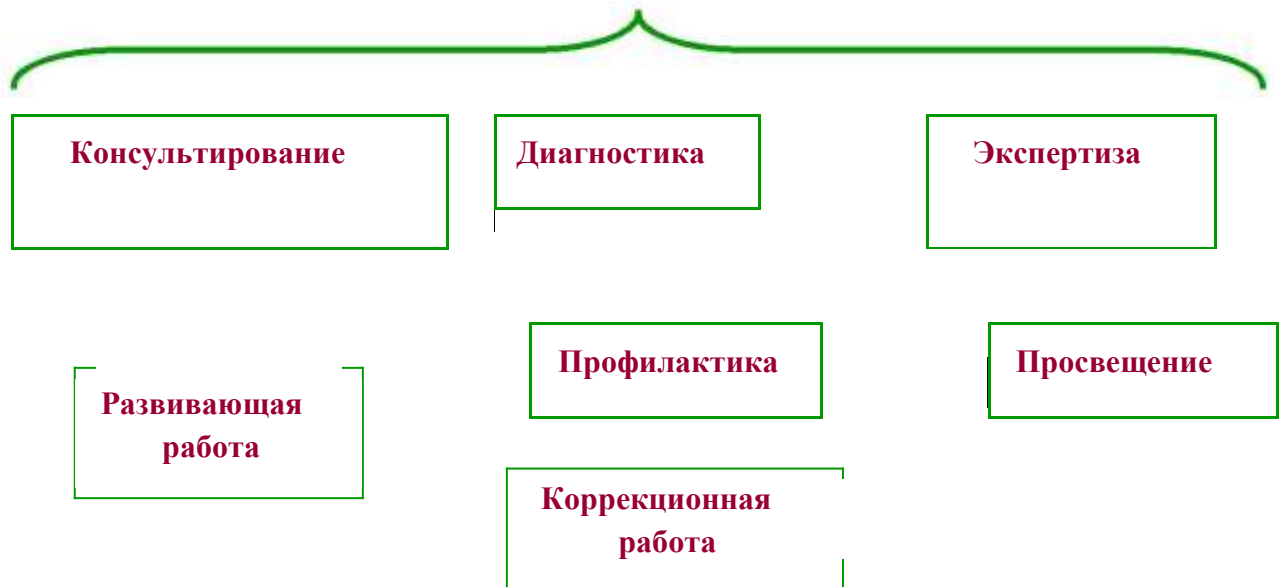 Консультирование
Диагностика
Экспертиза
Профилактика
Просвещение
Развивающая
работа
Коррекционная
работа